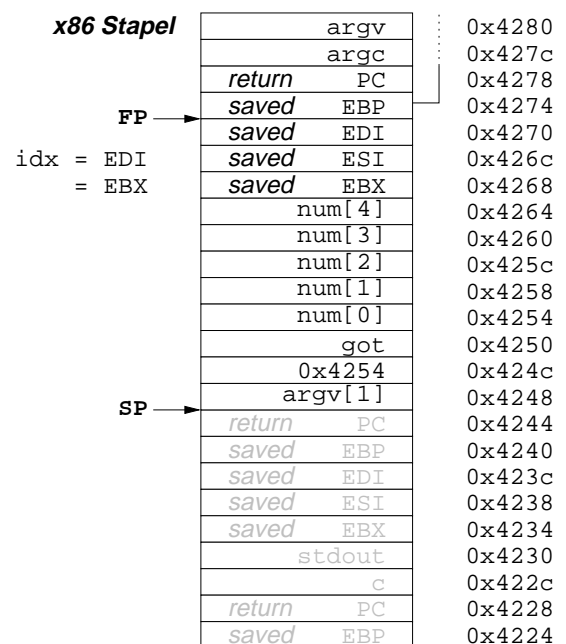 x86 Stapel argv 0x4280
argc 0x427c
return PC 0x4278
saved EBP 0x4274
FP
saved EDI 0x4270
idx = EDI saved ESI 0x426c
= EBX saved EBX 0x4268
num[4] 0x4264
num[3] 0x4260
num[2] 0x425c
num[1] 0x4258
num[0] 0x4254
got 0x4250
0x4254 0x424c
argv[1] 0x4248
SP
return PC 0x4244
saved EBP 0x4240
saved EDI 0x423c
saved ESI 0x4238
saved EBX 0x4234
stdout 0x4230
c 0x422c
return PC 0x4228
saved EBP 0x4224